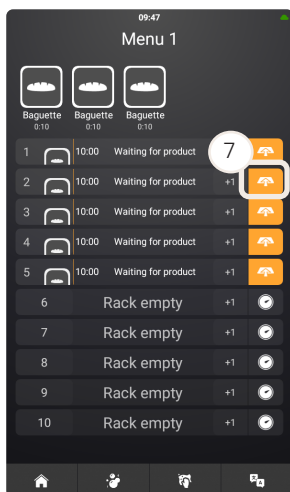 09:47
Menu 1
Baguette Baguette Baguette
0:10 0:10 0:10
1 10:00 Waiting for product 7
2 10:00 Waiting for product +1
3 10:00 Waiting for product +1
4 10:00 Waiting for product +1
5 10:00 Waiting for product +1
6 Rack empty +1
7 Rack empty +1
8 Rack empty +1
9 Rack empty +1
10 Rack empty +1